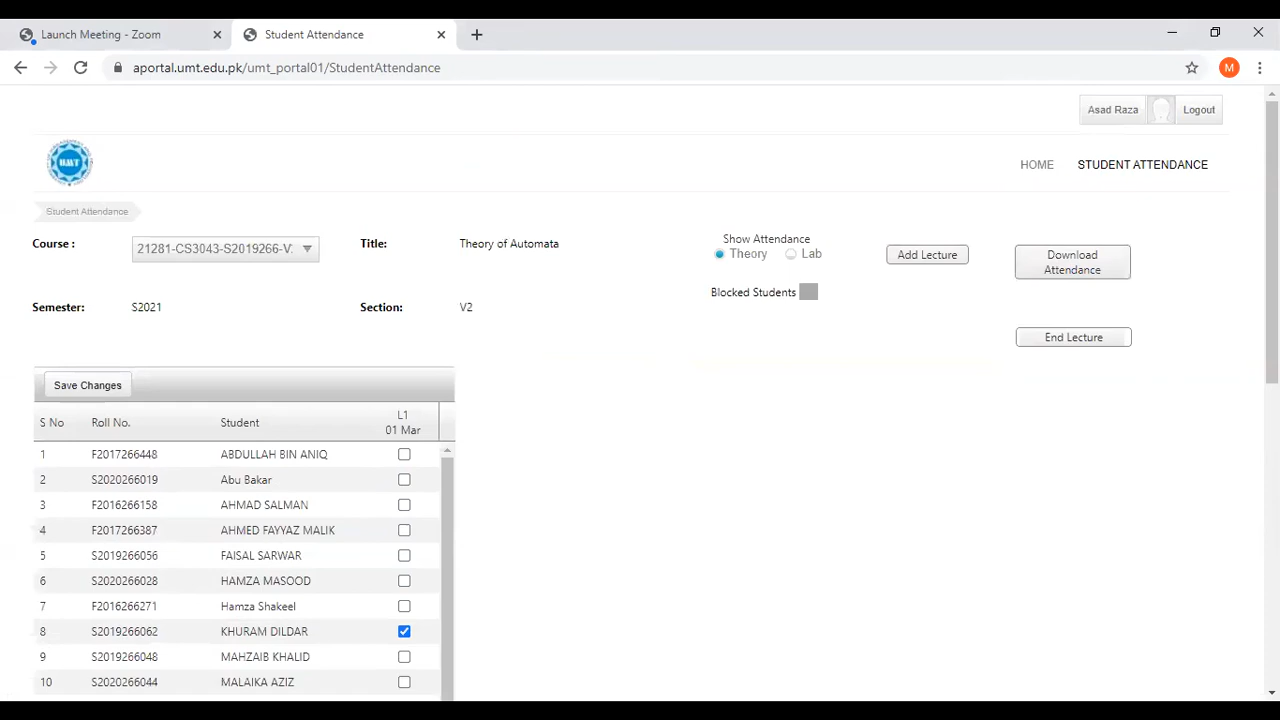 Launch Meeting - Zoom
Student Attendance
aportal.umt.edu.pk/umt_portal01/StudentAttendance
M
Asad Raza
Logout
UMT
HOME
STUDENT ATTENDANCE
Student Attendance
Course :
21281-CS3043-S2019266-V:
Title:
Theory of Automata
Show Attendance
Theory
Lab
Add Lecture
Download
Attendance
Blocked Students
Semester:
S2021
Section:
V2
End Lecture
Save Changes
S No Roll No. Student L1
01 Mar
1 F2017266448 ABDULLAH BIN ANIQ
2 S2020266019 Abu Bakar
3 F2016266158 AHMAD SALMAN
4 F2017266387 AHMED FAYYAZ MALIK
5 S2019266056 FAISAL SARWAR
6 S2020266028 HAMZA MASOOD
7 F2016266271 Hamza Shakeel
8 S2019266062 KHURAM DILDAR
9 S2019266048 MAHZAIB KHALID
10 S2020266044 MALAIKA AZIZ